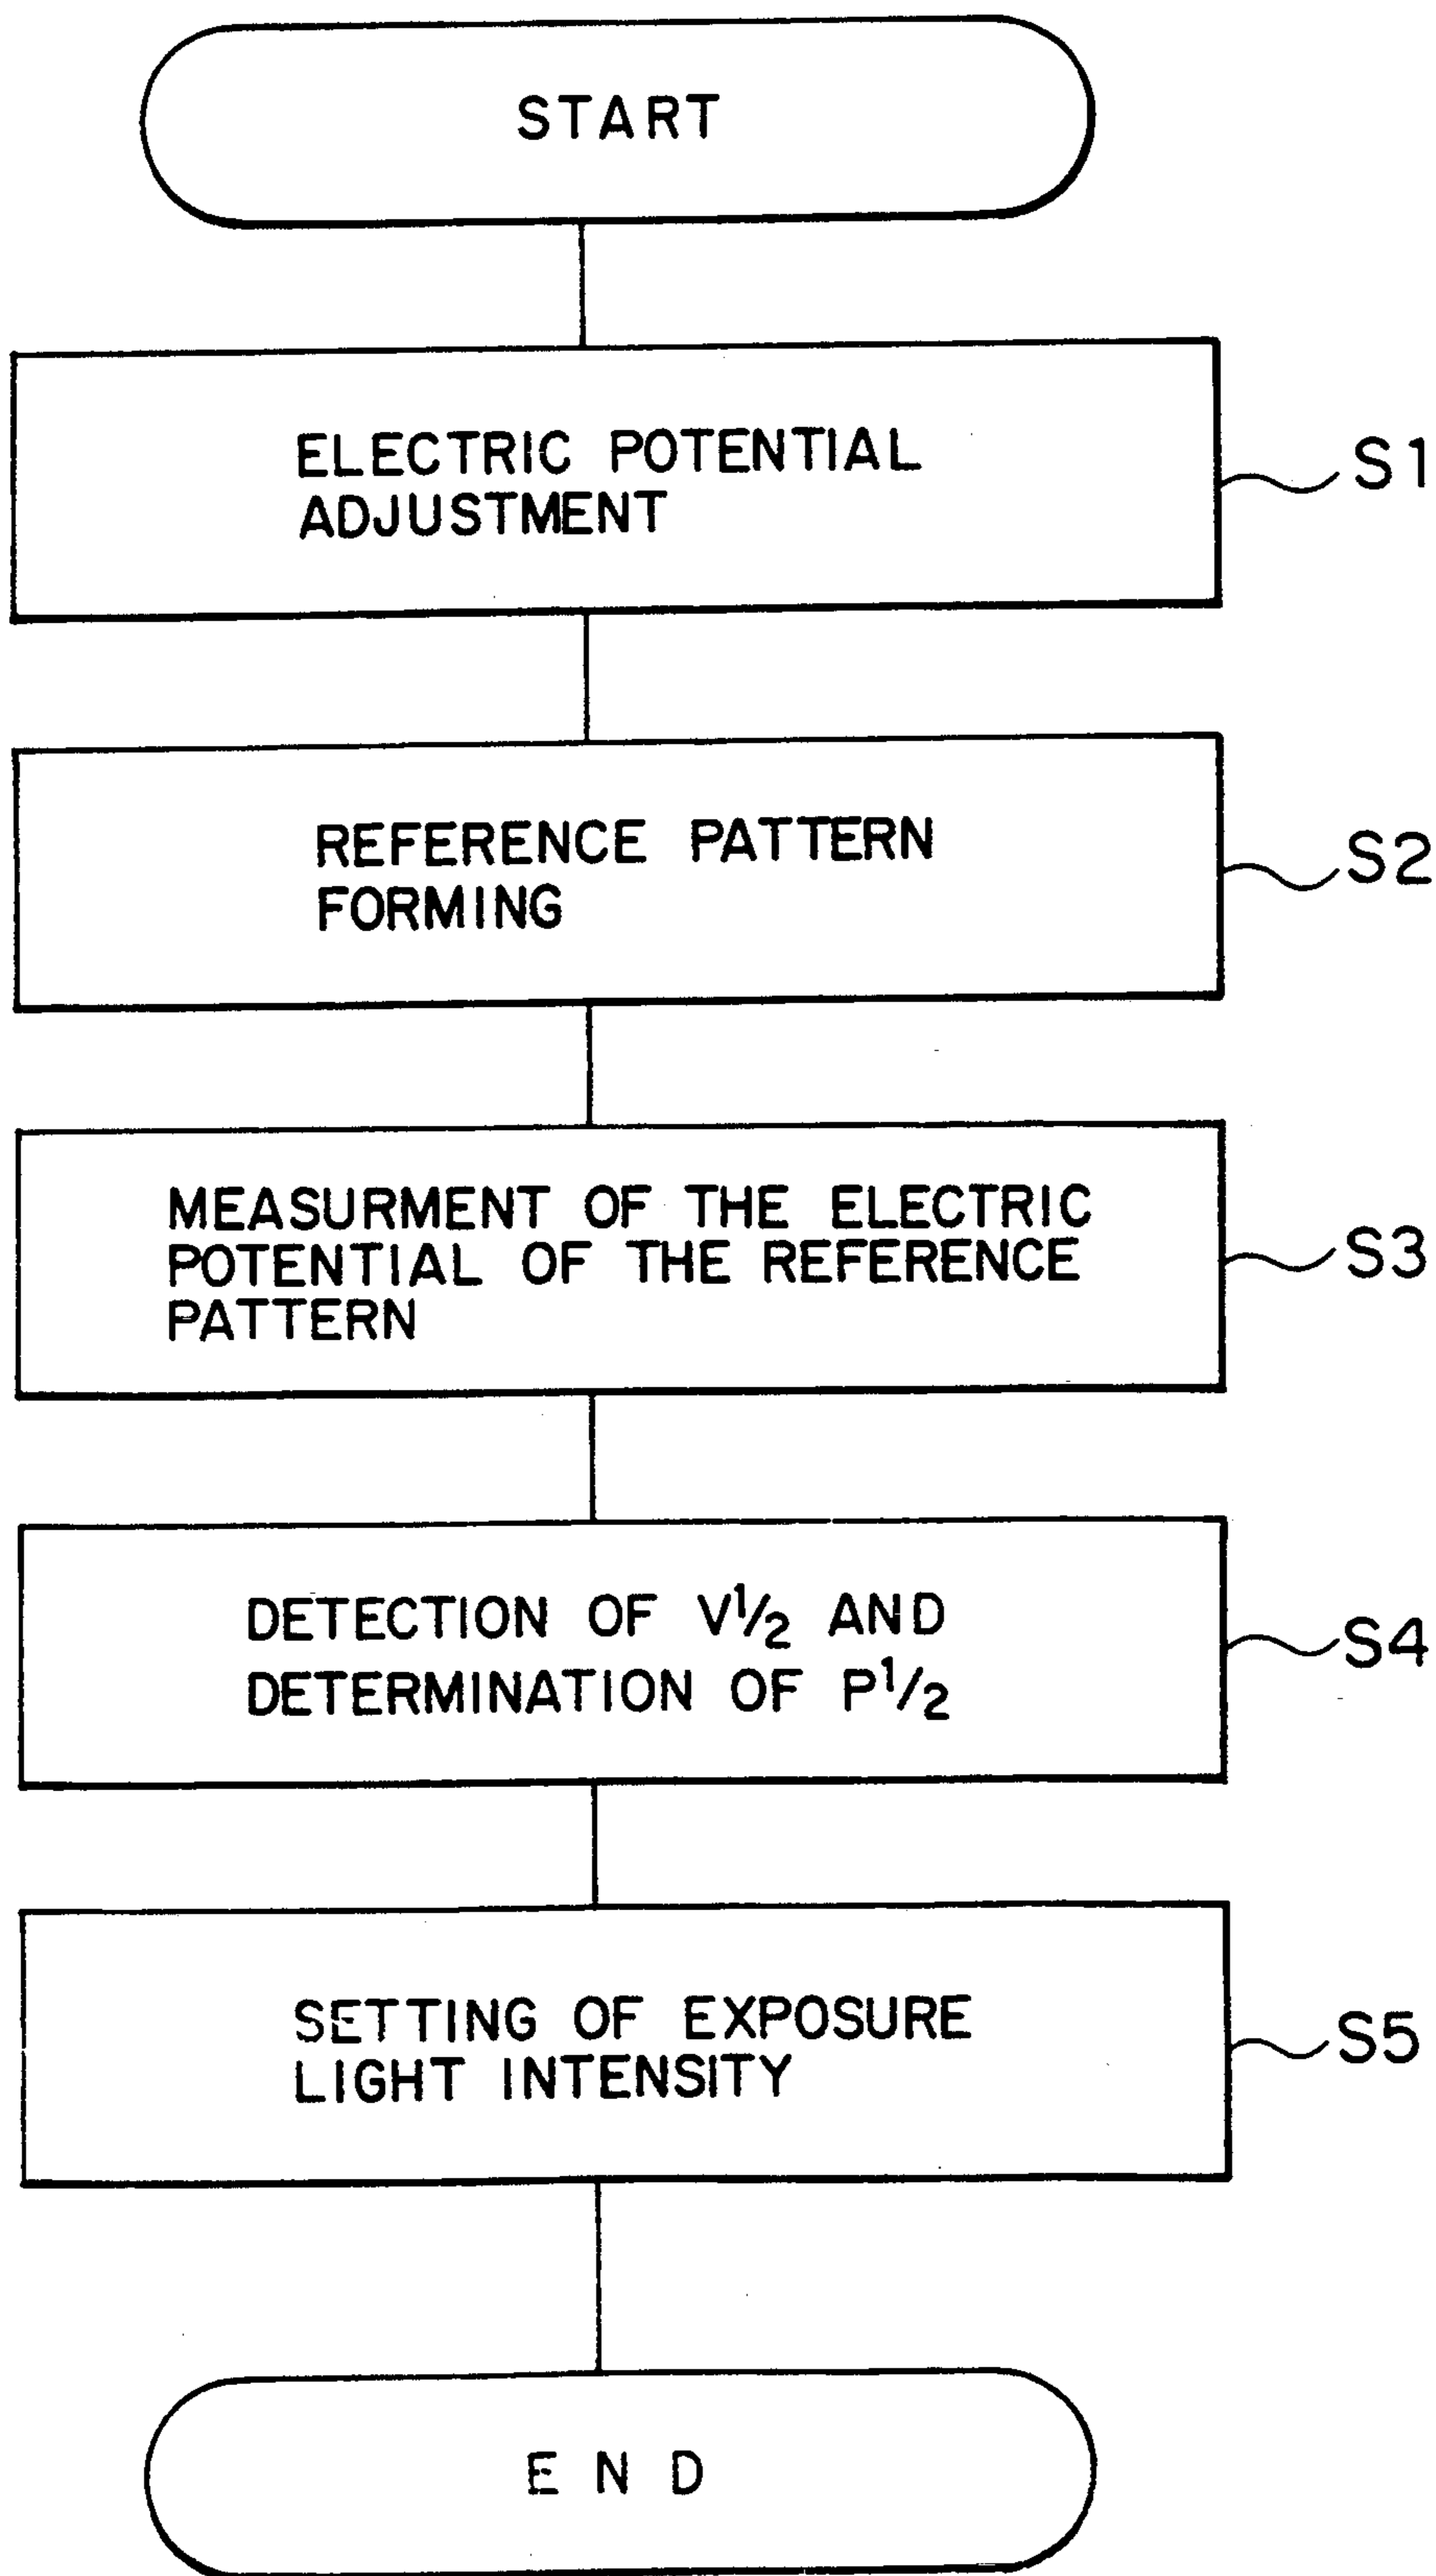 START
ELECTRIC POTENTIAL
ADJUSTMENT
S1
REFERENCE PATTERN
FORMING
S2
MEASURMENT OF THE ELECTRIC
POTENTIAL OF THE REFERENCE
PATTERN
S3
DETECTION OF V½ AND
DETERMINATION OF P½
S4
SETTING OF EXPOSURE
LIGHT INTENSITY
S5
END